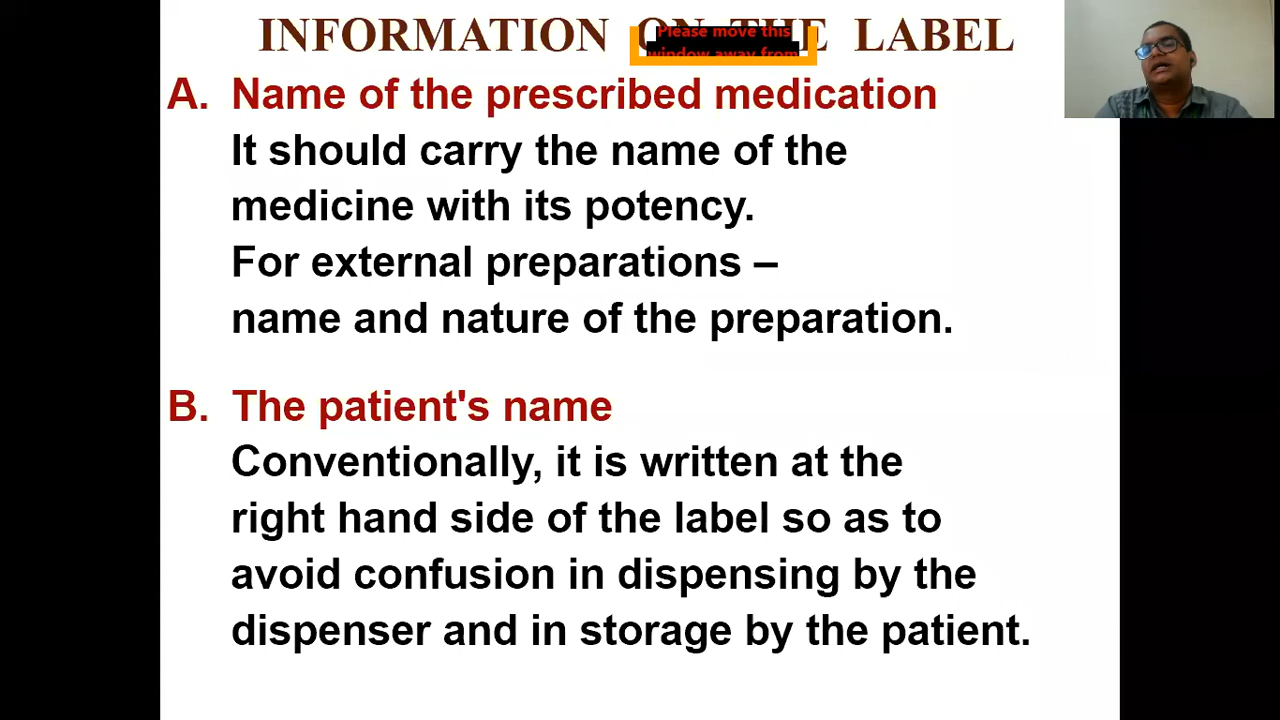 INFORMATION ON THE LABEL
Please move this
window away from
A. Name of the prescribed medication
It should carry the name of the
medicine with its potency.
For external preparations –
name and nature of the preparation.
B. The patient's name
Conventionally, it is written at the
right hand side of the label so as to
avoid confusion in dispensing by the
dispenser and in storage by the patient.